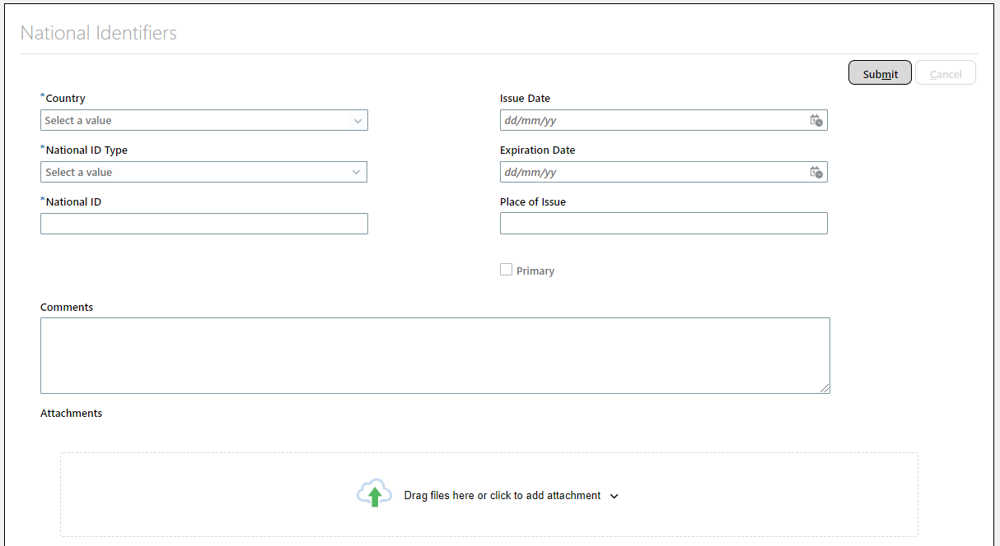 National Identifiers
Submit Cancel
*Country
Select a value
*National ID Type
Select a value
*National ID
Issue Date
dd/mm/yy
Expiration Date
dd/mm/yy
Place of Issue
Primary
Comments
Attachments
Drag files here or click to add attachment